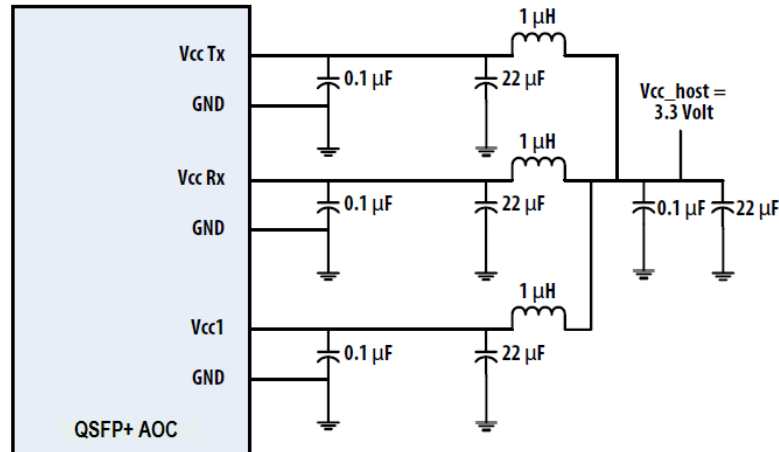 1 µH
Vcc Tx
0.1 µF
22 µF
GND
Vcc_host =
3.3 Volt
1 µH
Vcc Rx
0.1 µF
22 µF
0.1 µF
22 µF
GND
1 µH
Vcc1
0.1 µF
22 µF
GND
QSFP+ AOC